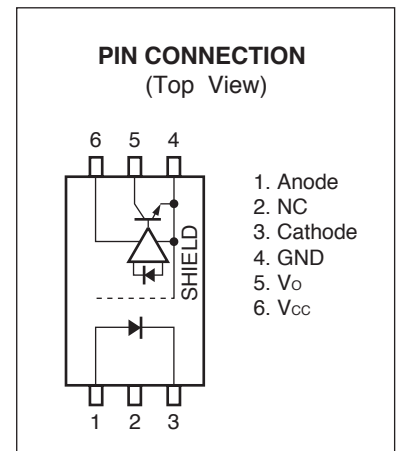 PIN CONNECTION
(Top View)
6 5 4
SHIELD
1 2 3
1. Anode
2. NC
3. Cathode
4. GND
5. Vo
6. Vcc